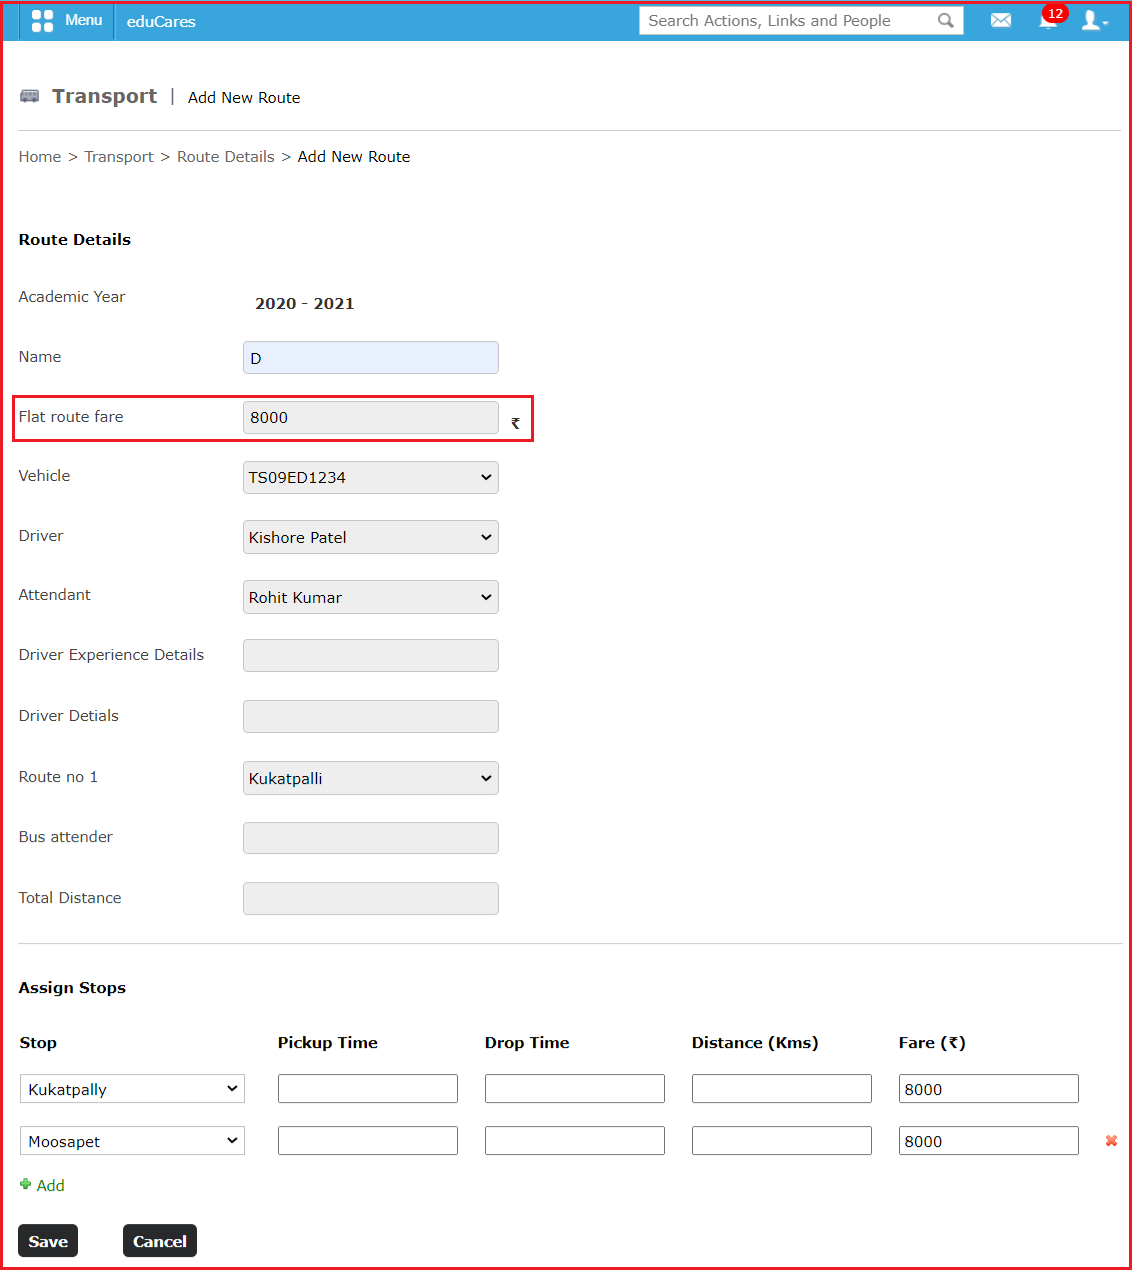 Menu eduCares Search Actions, Links and People 12
Transport | Add New Route
Home > Transport > Route Details > Add New Route
Route Details
Academic Year 2020 - 2021
Name D
Flat route fare 8000 ₹
Vehicle TS09ED1234
Driver Kishore Patel
Attendant Rohit Kumar
Driver Experience Details
Driver Detials
Route no 1 Kukatpalli
Bus attender
Total Distance
Assign Stops
Stop Pickup Time Drop Time Distance (Kms) Fare (₹)
Kukatpally 8000
Moosapet 8000
Add
Save Cancel